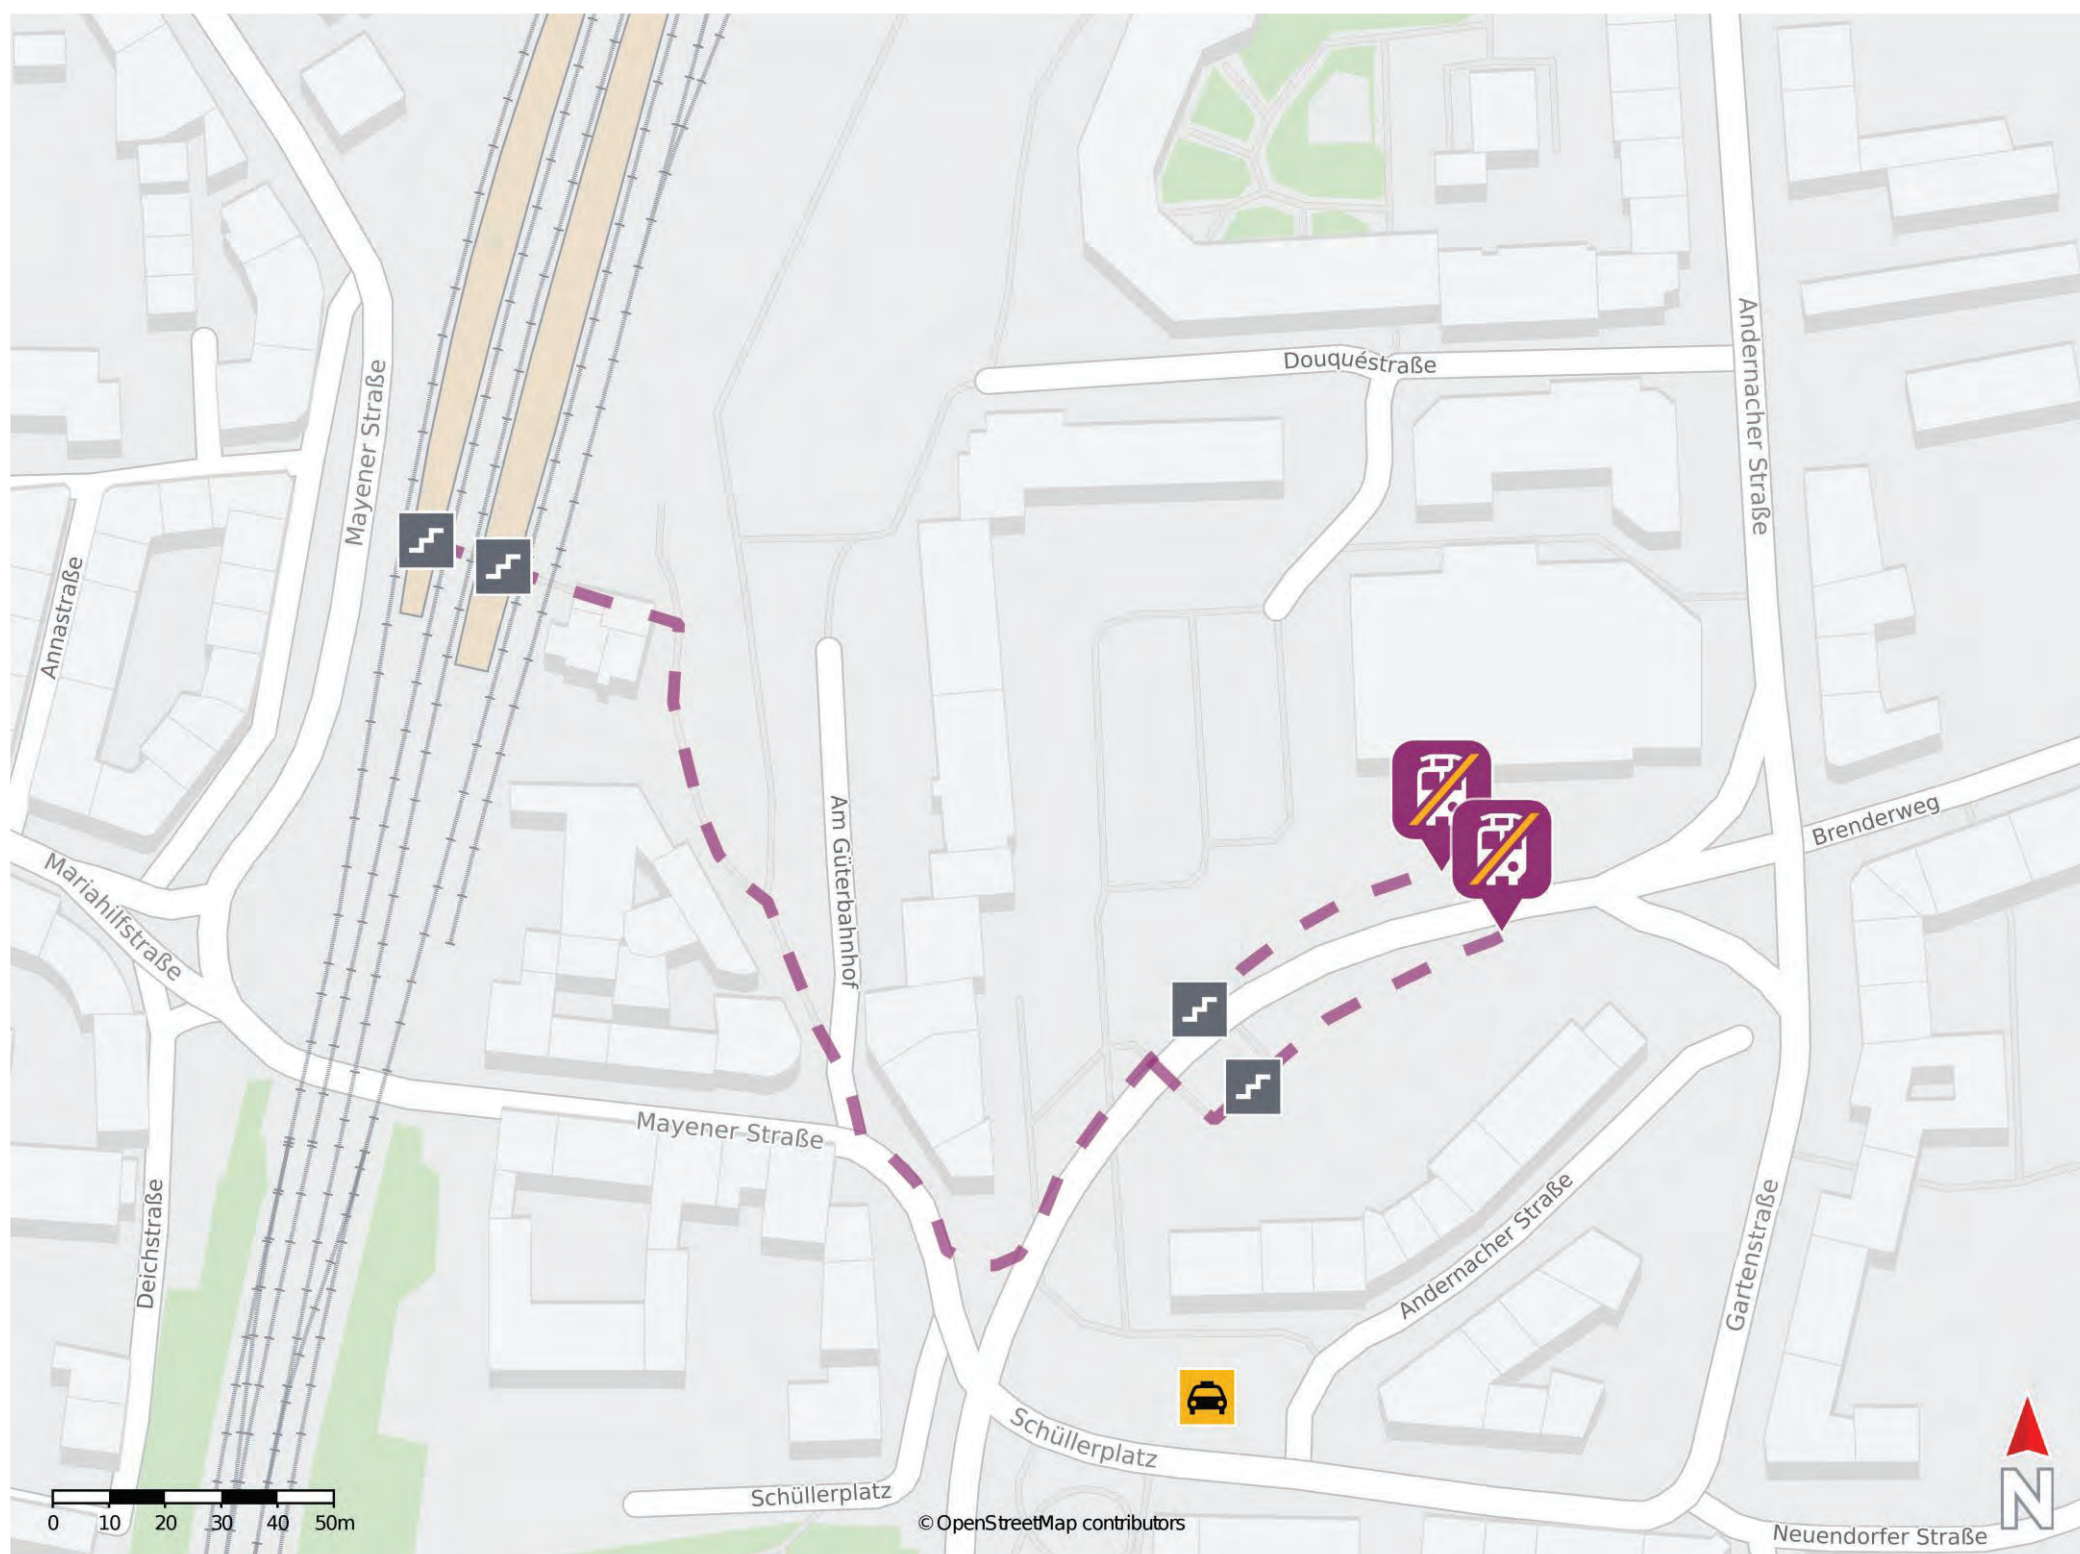 Douquéstraße
Andernacher Straße
Mayener Straße
Annastraße
Am Güterbahnhof
Brenderweg
Mariahilfstraße
Mayener Straße
Deichstraße
Andernacher Straße
Gartenstraße
Schüllerplatz
Schüllerplatz
0 10 20 30 40 50m
© OpenStreetMap contributors
N
Neuendorfer Straße